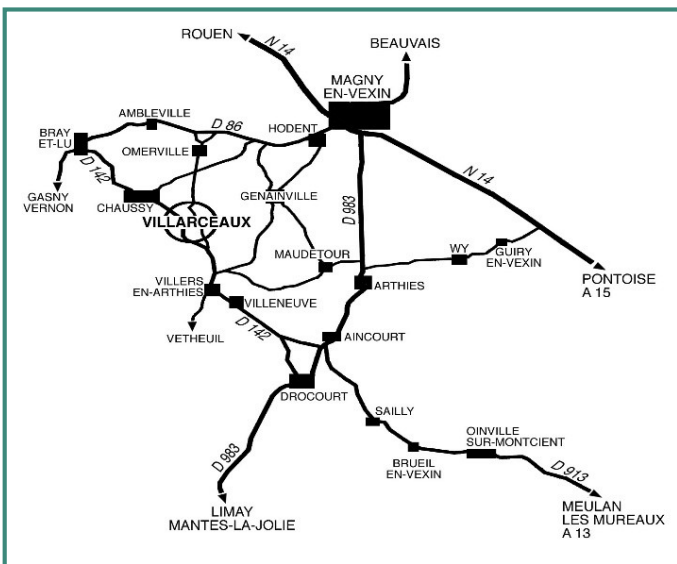 ROUEN
N 14
BEAUVAIS
MAGNY
EN-VEXIN
AMBLEVILLE
D 86
HODENT
BRAY
ET-LU
D 142
OMERVILLE
GASNY
VERNON
CHAUSSY
GENAINVILLE
D 983
N 14
VILLARCEAUX
MAUDETOUR
WY
GUIRY
EN-VEXIN
PONTOISE
A 15
VILLERS
EN-ARTHIES
VILLENEUVE
ARTHIES
VETHEUIL
D 142
AINCOURT
DROCOURT
SAILLY
OINVILLE
SUR-MONTCIENT
BRUEIL
EN-VEXIN
D 983
D 913
LIMAY
MANTES-LA-JOLIE
MEULAN
LES MUREAUX
A 13